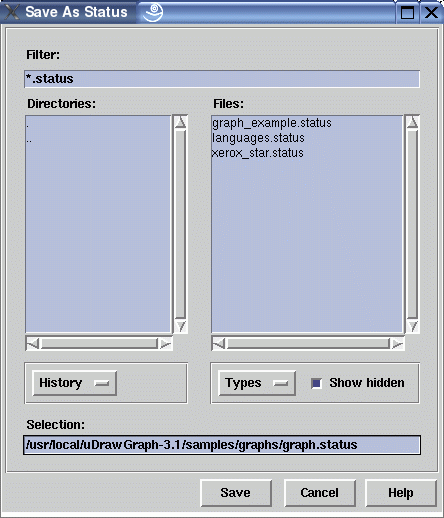 Save As Status
Filter:
*.status
Directories:
.
..
Files:
graph_example.status
languages.status
xerox_star.status
History
Types
Show hidden
Selection:
/usr/local/uDrawGraph-3.1/samples/graphs/graph.status
Save
Cancel
Help